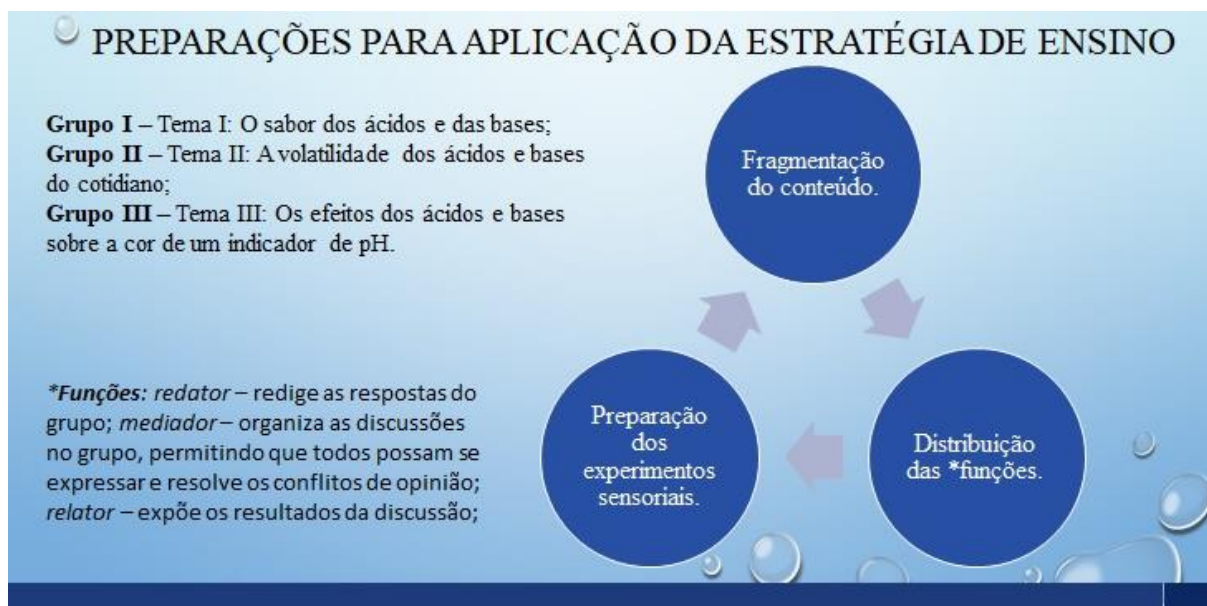 PREPARAÇÕES PARA APLICAÇÃO DA ESTRATÉGIA DE ENSINO
Grupo I – Tema I: O sabor dos ácidos e das bases;
Grupo II – Tema II: A volatilidade dos ácidos e bases
do cotidiano;
Grupo III – Tema III: Os efeitos dos ácidos e bases
sobre a cor de um indicador de pH.
*Funções: redator – redige as respostas do
grupo; mediador – organiza as discussões
no grupo, permitindo que todos possam se
expressar e resolve os conflitos de opinião;
relator – expõe os resultados da discussão;
Fragmentação
do conteúdo.
Distribuição
das *funções.
Preparação
dos
experimentos
sensoriais.